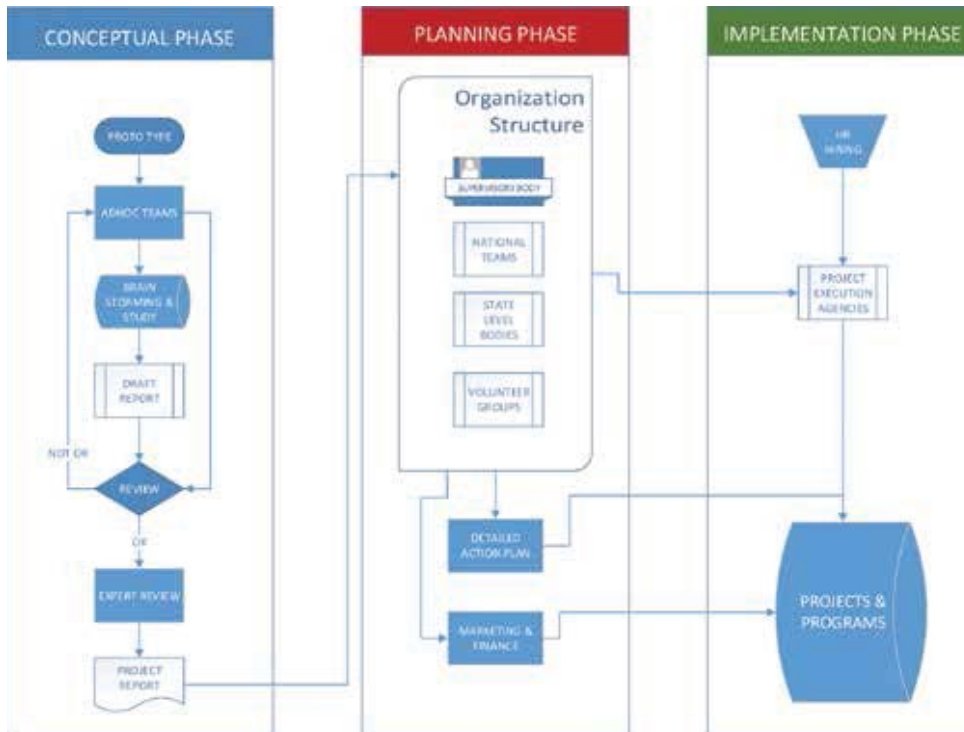 CONCEPTUAL PHASE
PROTO TYPE
ADHOC TEAMS
BRAIN
STORMING &
STUDY
DRAFT
REPORT
NOT OK
REVIEW
OK
EXPERT REVIEW
PROJECT
REPORT
PLANNING PHASE
Organization
Structure
SUPERVISORY BODY
NATIONAL
TEAMS
STATE
LEVEL
BODIES
VOLUNTEER
GROUPS
DETAILED
ACTION PLAN
MARKETING &
FINANCE
IMPLEMENTATION PHASE
HR
HIRING
PROJECT
EXECUTION
AGENCIES
PROJECTS &
PROGRAMS